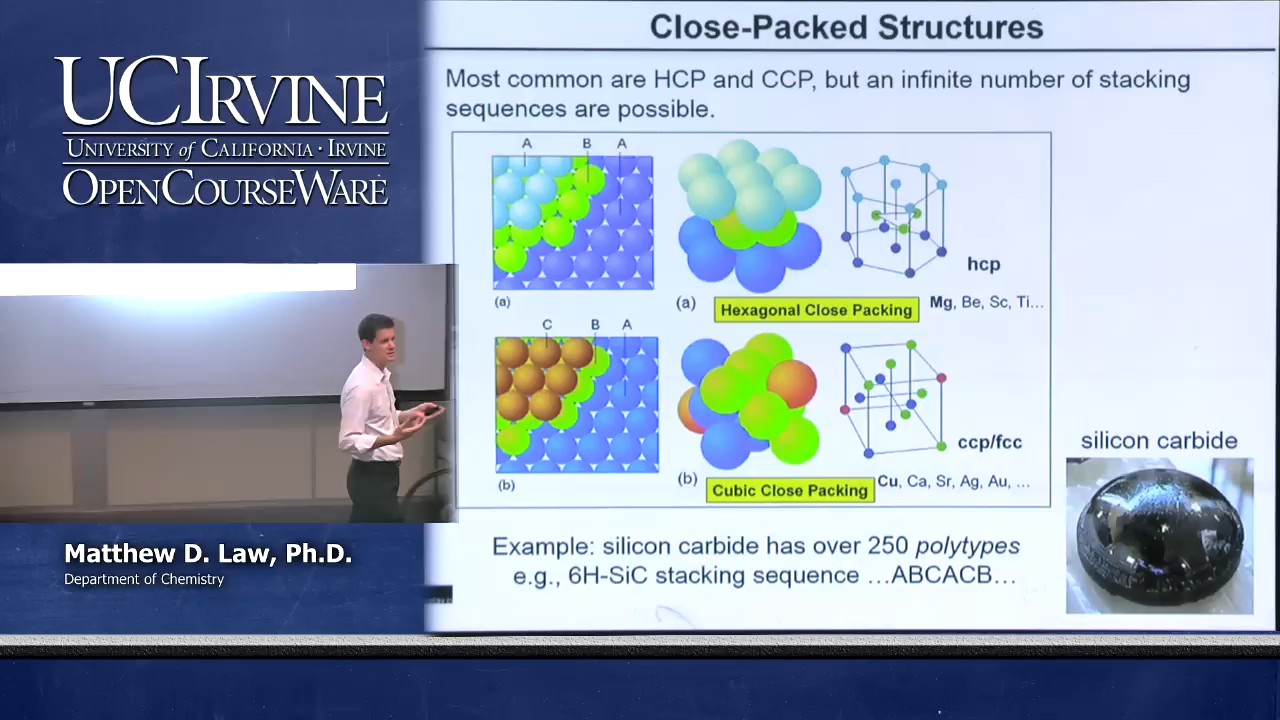 UCIRVINE
UNIVERSITY of CALIFORNIA · IRVINE
OPENCOURSEWARE
Matthew D. Law, Ph.D.
Department of Chemistry
Close-Packed Structures
Most common are HCP and CCP, but an infinite number of stacking
sequences are possible.
A B A
(a)
(a)
Hexagonal Close Packing
hcp
Mg, Be, Sc, Ti...
C B A
(b)
(b)
Cubic Close Packing
ccp/fcc
Cu, Ca, Sr, Ag, Au, ...
silicon carbide
Example: silicon carbide has over 250 polytypes
e.g., 6H-SiC stacking sequence ...ABCACB...